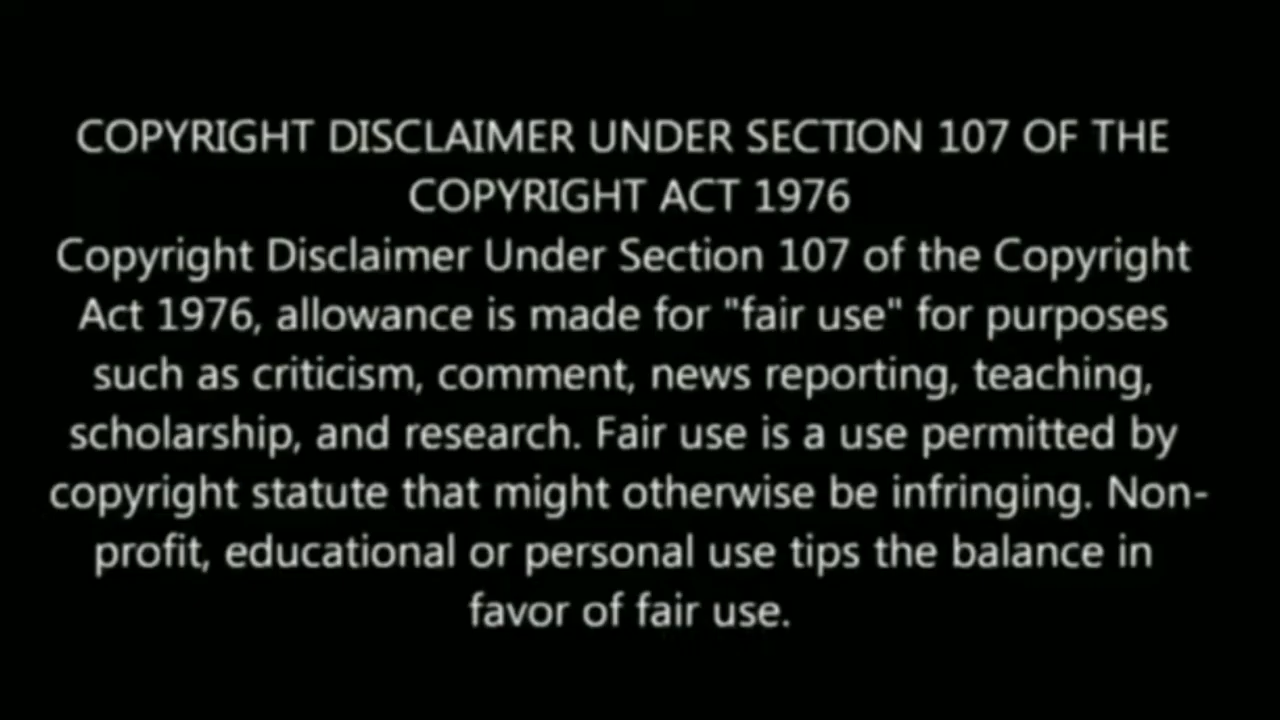 COPYRIGHT DISCLAIMER UNDER SECTION 107 OF THE
COPYRIGHT ACT 1976
Copyright Disclaimer Under Section 107 of the Copyright
Act 1976, allowance is made for "fair use" for purposes
such as criticism, comment, news reporting, teaching,
scholarship, and research. Fair use is a use permitted by
copyright statute that might otherwise be infringing. Non-
profit, educational or personal use tips the balance in
favor of fair use.